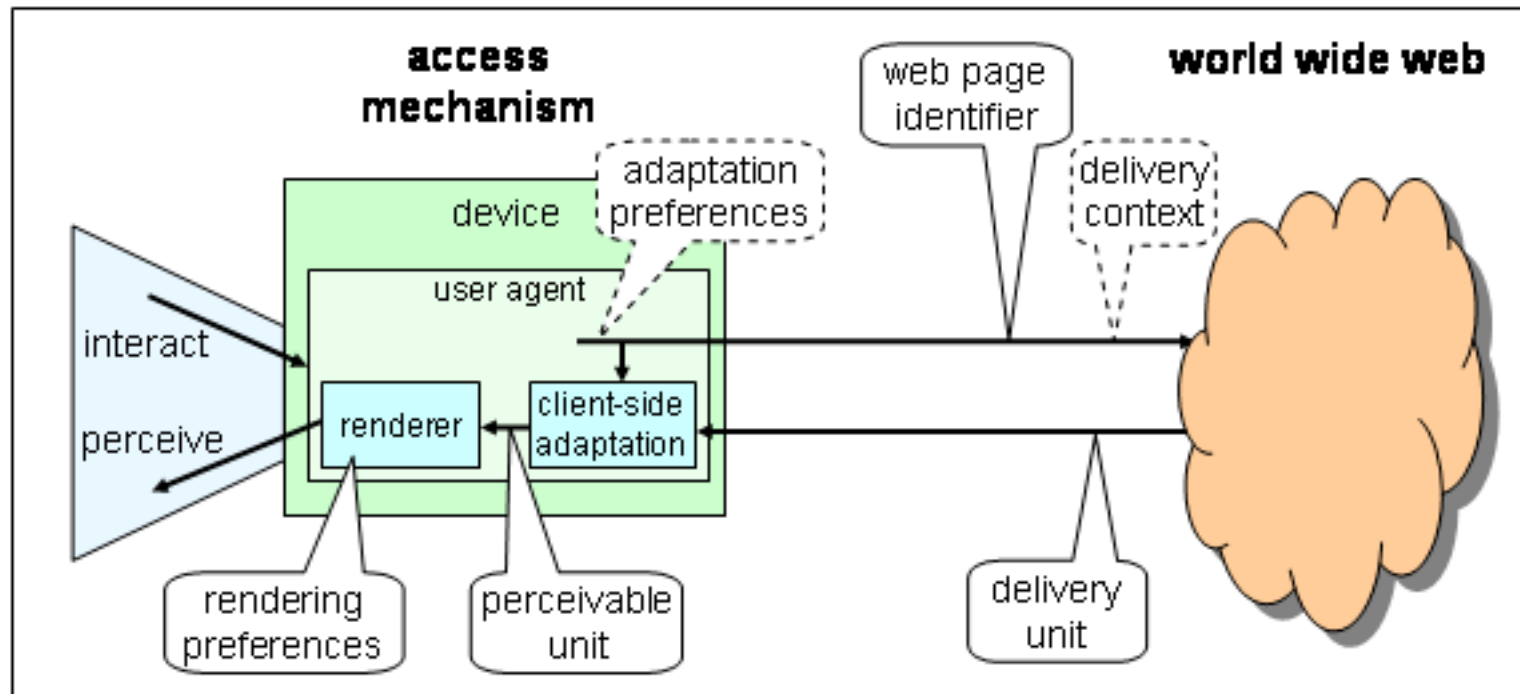 access
mechanism
world wide web
web page
identifier
adaptation
preferences
delivery
context
device
user agent
interact
perceive
renderer
client-side
adaptation
rendering
preferences
perceivable
unit
delivery
unit